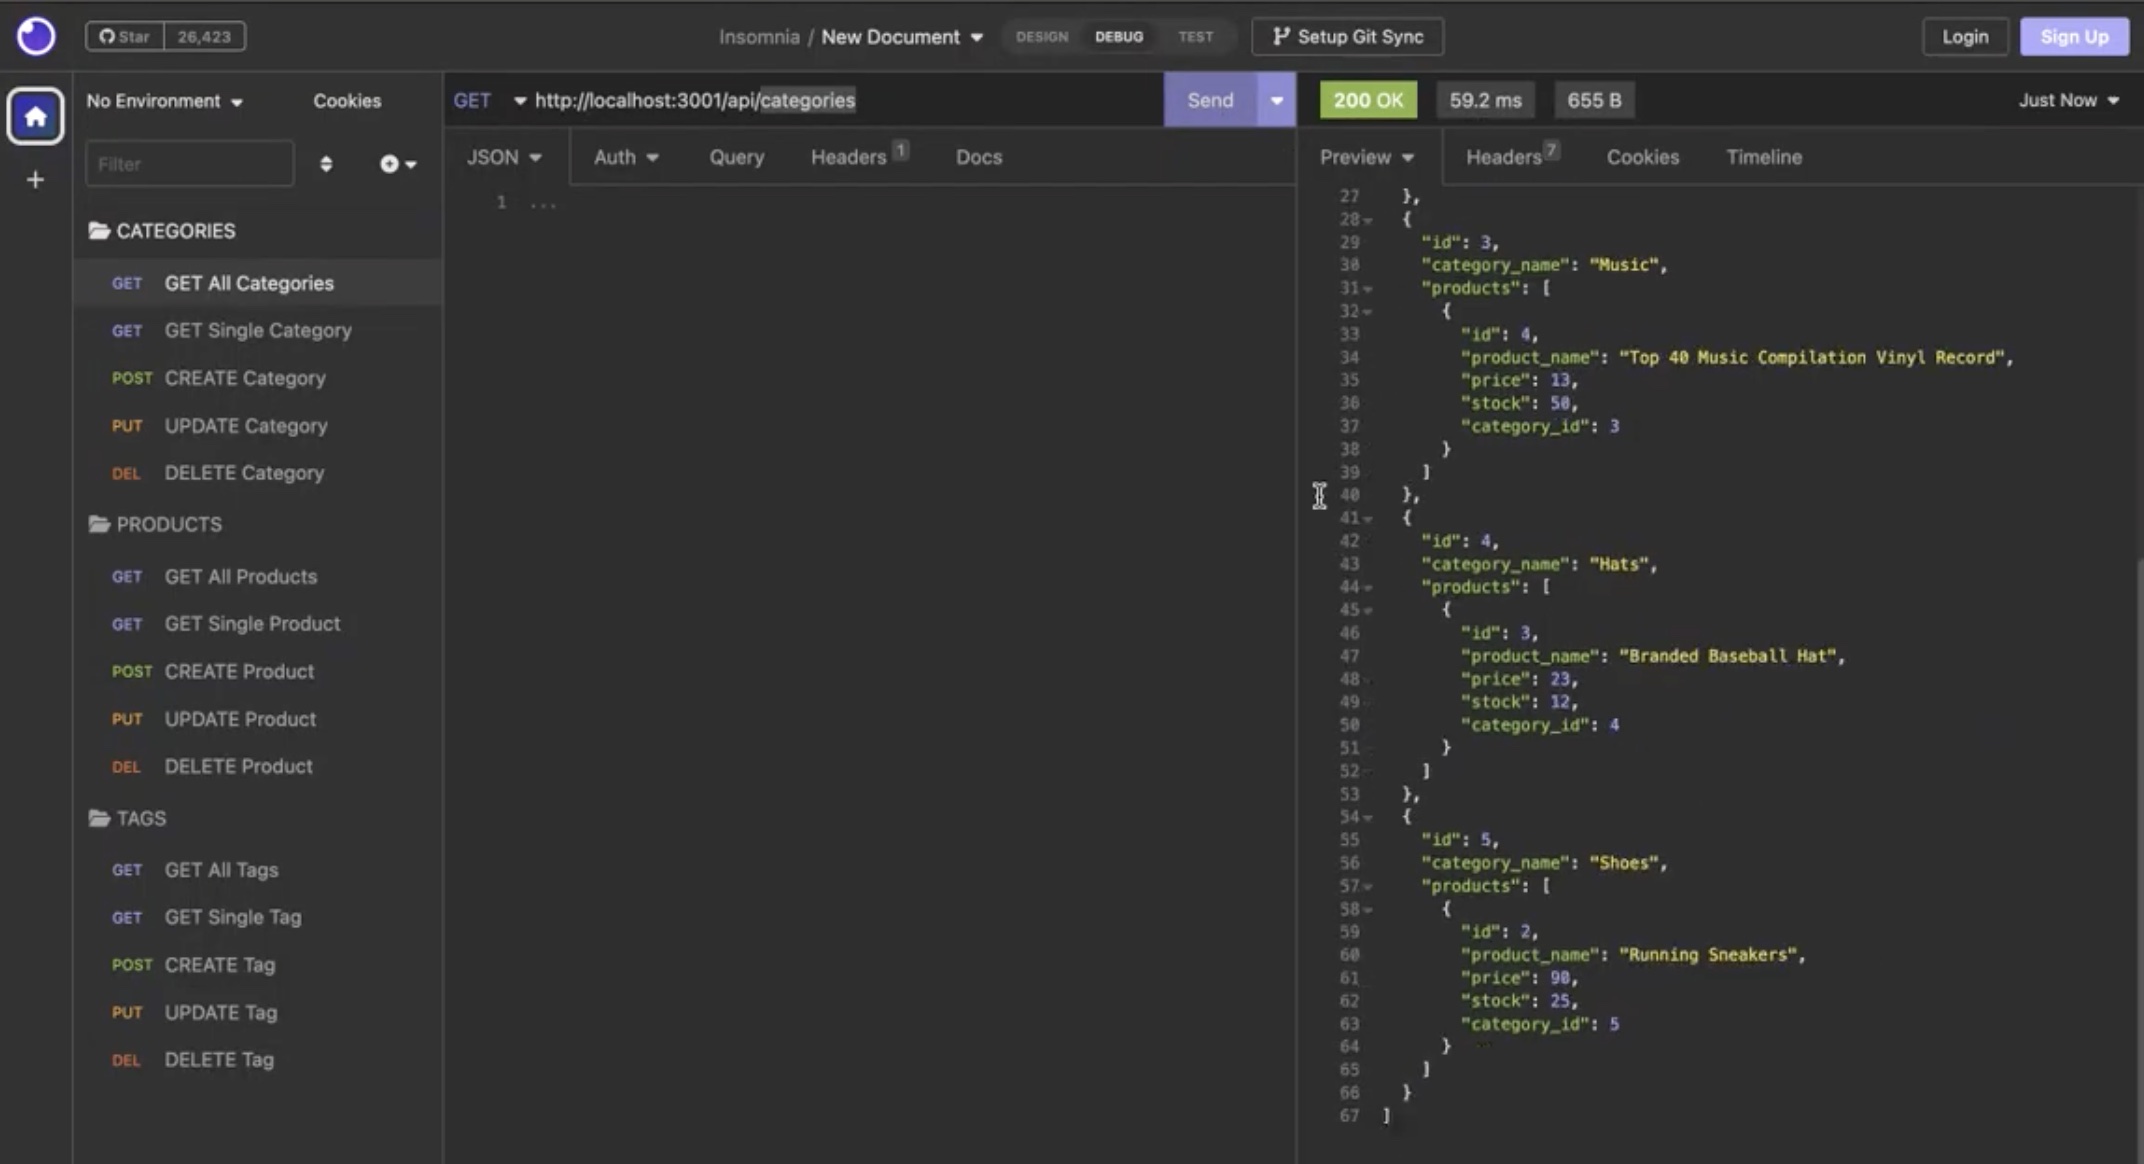 Star 26,423
Insomnia / New Document
DESIGN DEBUG TEST
Setup Git Sync
Login Sign Up
No Environment Cookies
Filter
CATEGORIES
GET GET All Categories
GET GET Single Category
POST CREATE Category
PUT UPDATE Category
DEL DELETE Category
PRODUCTS
GET GET All Products
GET GET Single Product
POST CREATE Product
PUT UPDATE Product
DEL DELETE Product
TAGS
GET GET All Tags
GET GET Single Tag
POST CREATE Tag
PUT UPDATE Tag
DEL DELETE Tag
GET http://localhost:3001/api/categories Send
JSON Auth Query Headers 1 Docs
1 ...
200 OK 59.2 ms 655 B Just Now
Preview Headers 7 Cookies Timeline
27 },
28 {
29 "id": 3,
30 "category_name": "Music",
31 "products": [
32 {
33 "id": 4,
34 "product_name": "Top 40 Music Compilation Vinyl Record",
35 "price": 13,
36 "stock": 50,
37 "category_id": 3
38 }
39 ]
40 },
41 {
42 "id": 4,
43 "category_name": "Hats",
44 "products": [
45 {
46 "id": 3,
47 "product_name": "Branded Baseball Hat",
48 "price": 23,
49 "stock": 12,
50 "category_id": 4
51 }
52 ]
53 },
54 {
55 "id": 5,
56 "category_name": "Shoes",
57 "products": [
58 {
59 "id": 2,
60 "product_name": "Running Sneakers",
61 "price": 90,
62 "stock": 25,
63 "category_id": 5
64 }
65 ]
66 }
67 ]